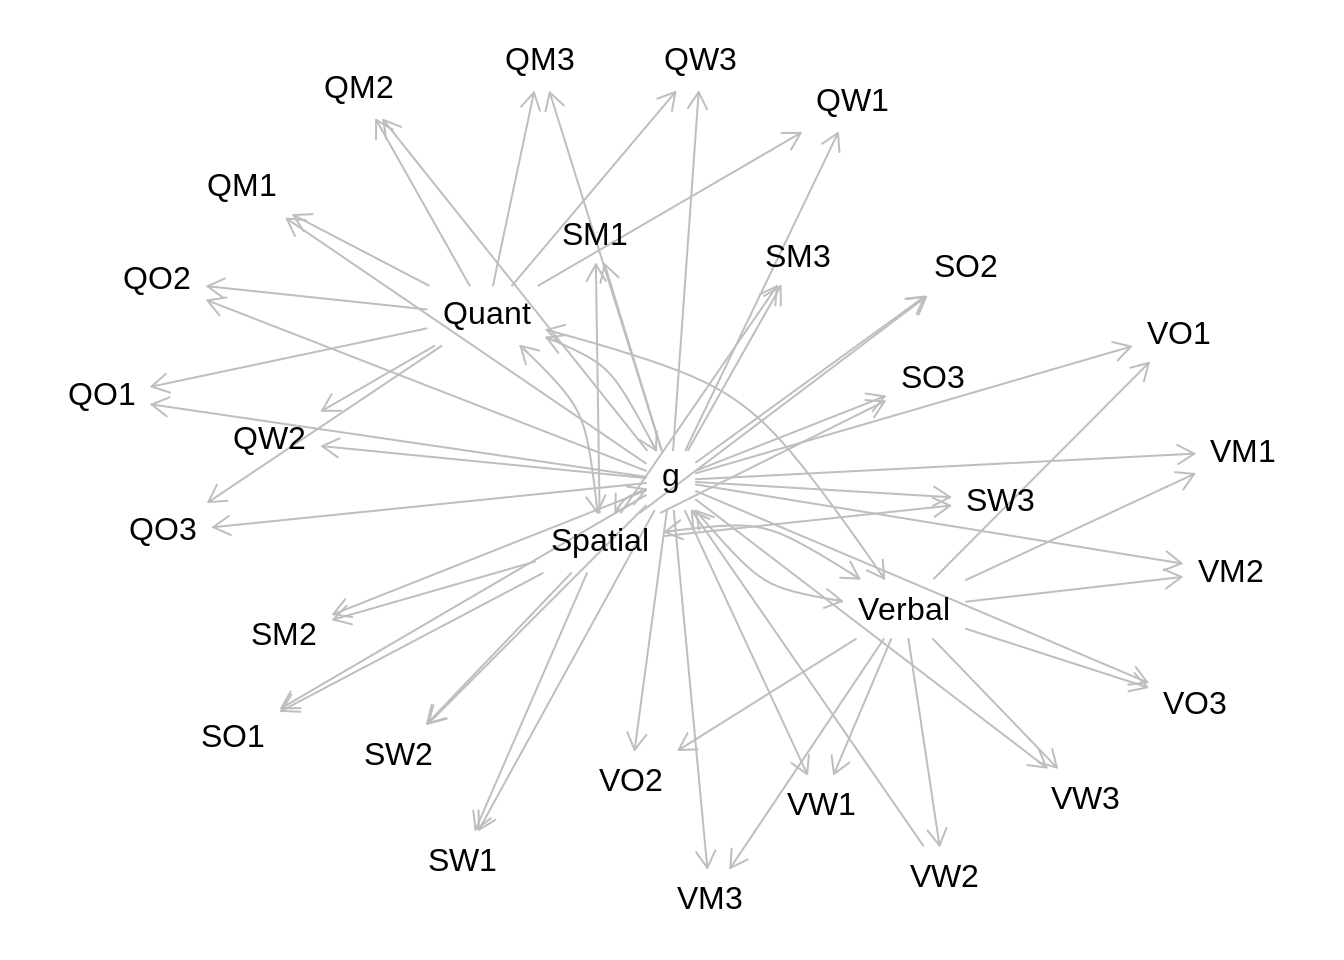 QM3
QW3
QM2
QW1
QM1
SM1
SM3
SO2
QO2
Quant
VO1
SO3
QO1
QW2
VM1
g
SW3
QO3
Spatial
VM2
Verbal
SM2
VO3
SO1
SW2
VO2
VW3
VW1
SW1
VW2
VM3